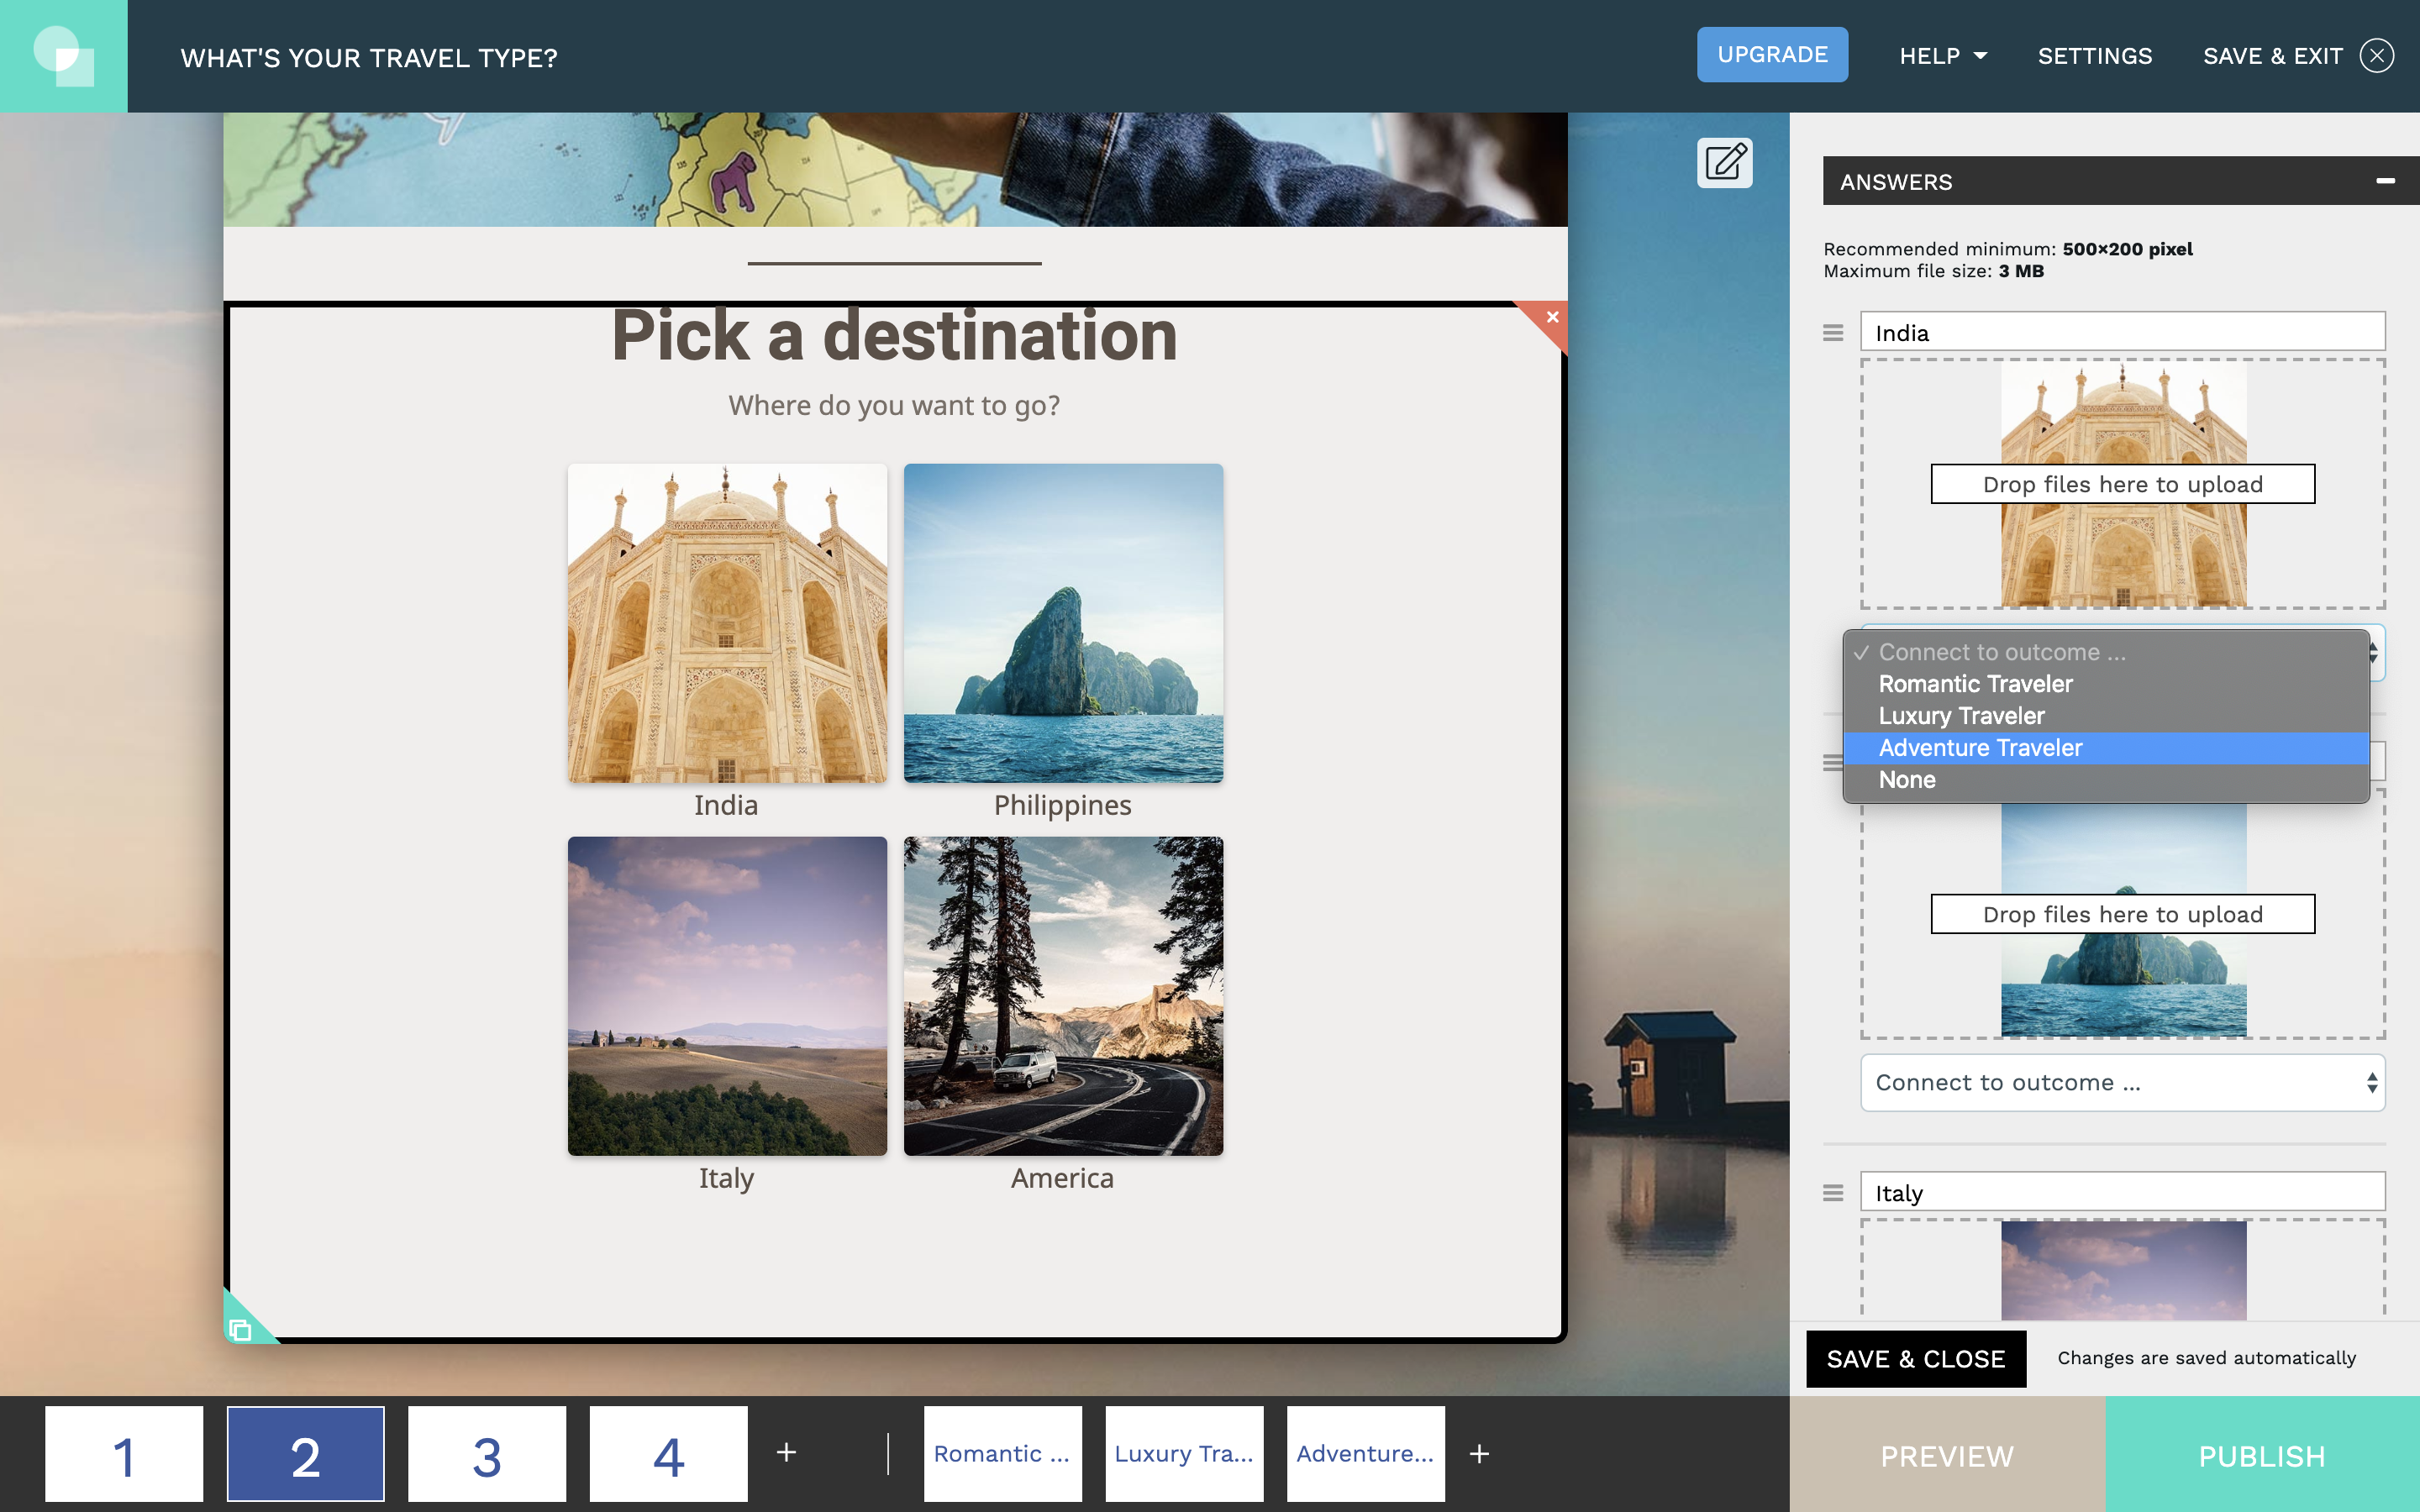 WHAT'S YOUR TRAVEL TYPE?
UPGRADE
HELP
SETTINGS
SAVE & EXIT
Pick a destination
Where do you want to go?
India
Philippines
Italy
America
ANSWERS
Recommended minimum: 500×200 pixel
Maximum file size: 3 MB
India
Drop files here to upload
✓ Connect to outcome ...
Romantic Traveler
Luxury Traveler
Adventure Traveler
None
Drop files here to upload
Connect to outcome ...
Italy
SAVE & CLOSE
Changes are saved automatically
1
2
3
4
+
Romantic ...
Luxury Tra...
Adventure...
+
PREVIEW
PUBLISH